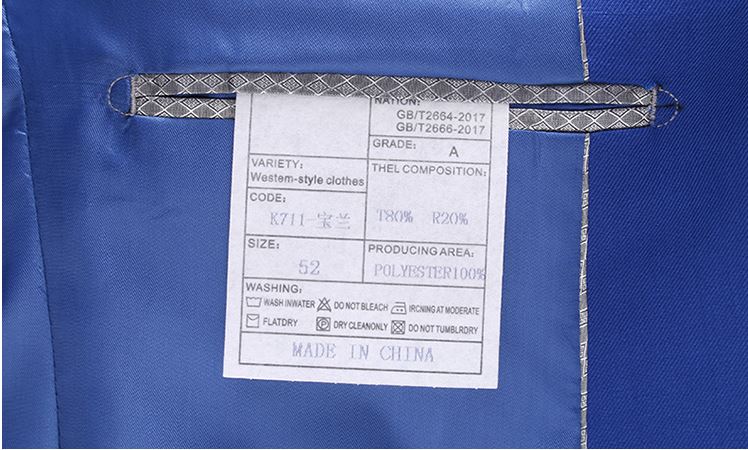 NATION:
GB/T2664-2017
GB/T2666-2017
GRADE: A
VARIETY:
Westem-style clothes
THEL COMPOSITION:
T80% R20%
CODE:
K711-宝兰
SIZE:
52
PRODUCING AREA:
POLYESTER100%
WASHING:
WASH INWATER DO NOT BLEACH IRCNING AT MODERATE
FLATDRY DRY CLEANONLY DO NOT TUMBLRDRY
MADE IN CHINA